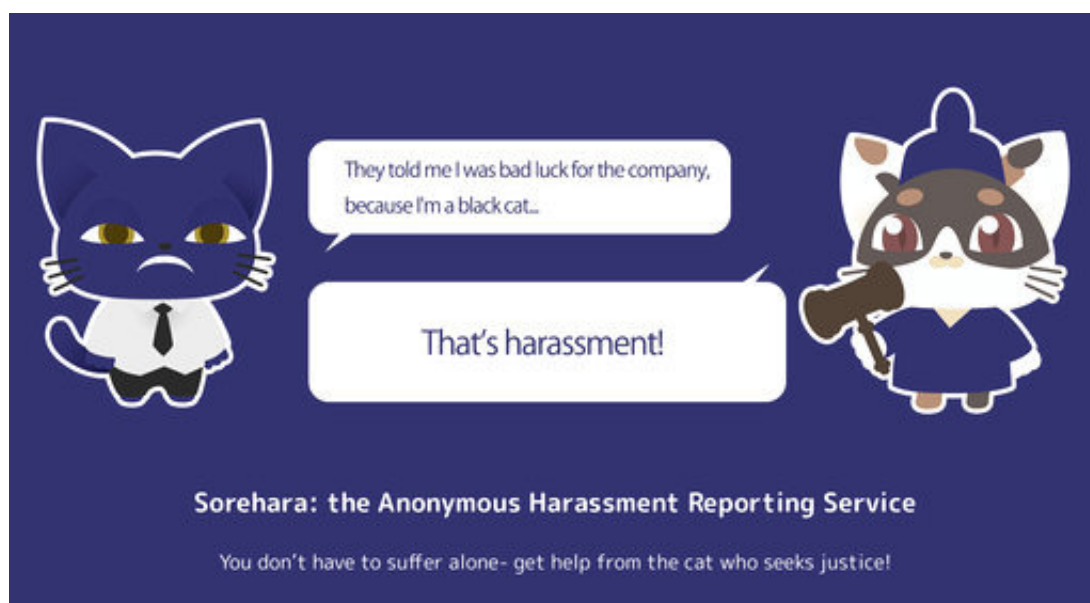 They told me I was bad luck for the company,
because I'm a black cat...
That's harassment!
Sorehara: the Anonymous Harassment Reporting Service
You don't have to suffer alone- get help from the cat who seeks justice!